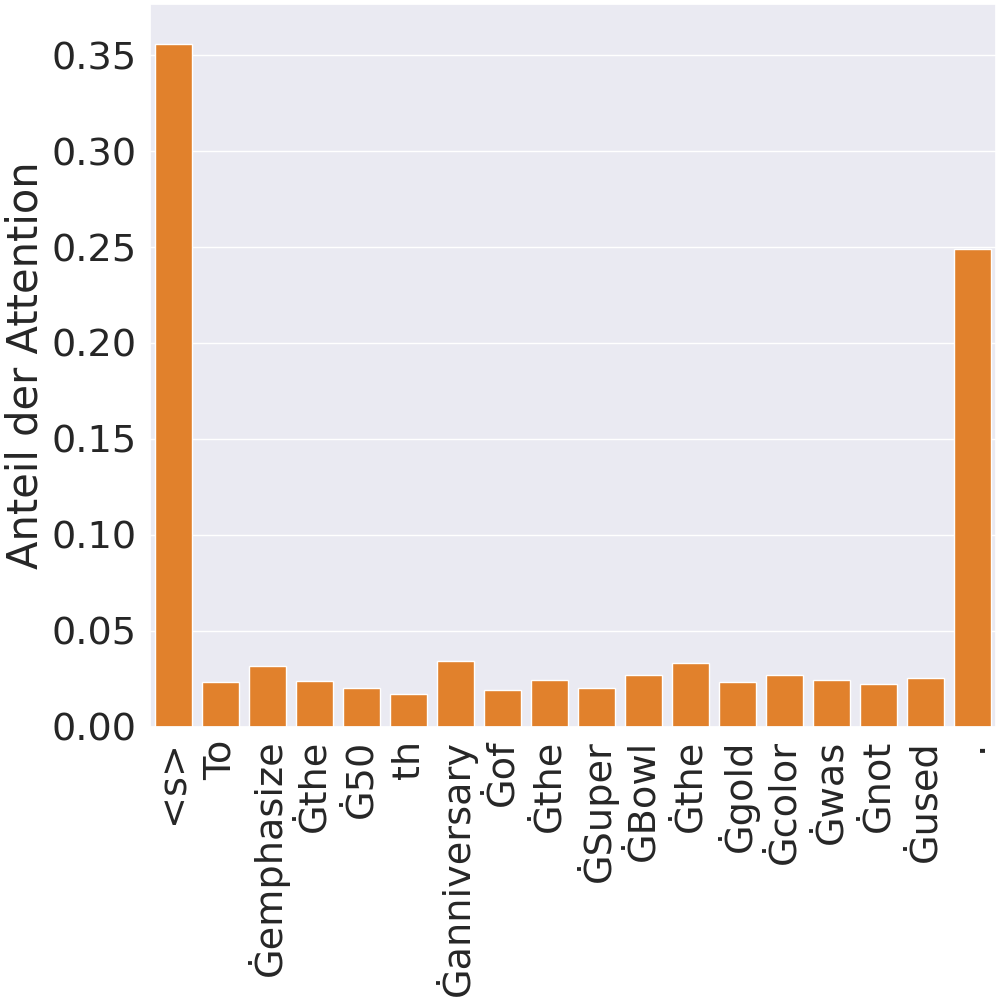 Anteil der Attention
0.35
0.30
0.25
0.20
0.15
0.10
0.05
0.00
<s>
To
Ġemphasize
Ġthe
Ġ50
th
Ġanniversary
Ġof
Ġthe
ĠSuper
ĠBowl
Ġthe
Ġgold
Ġcolor
Ġwas
Ġnot
Ġused
.